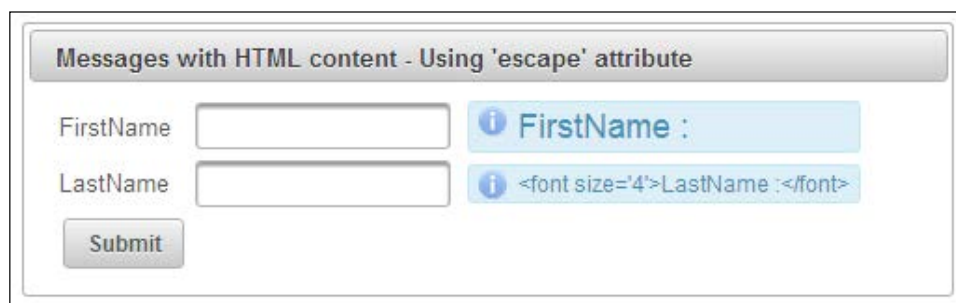 Messages with HTML content - Using 'escape' attribute
FirstName
FirstName :
LastName
<font size='4'>LastName :</font>
Submit